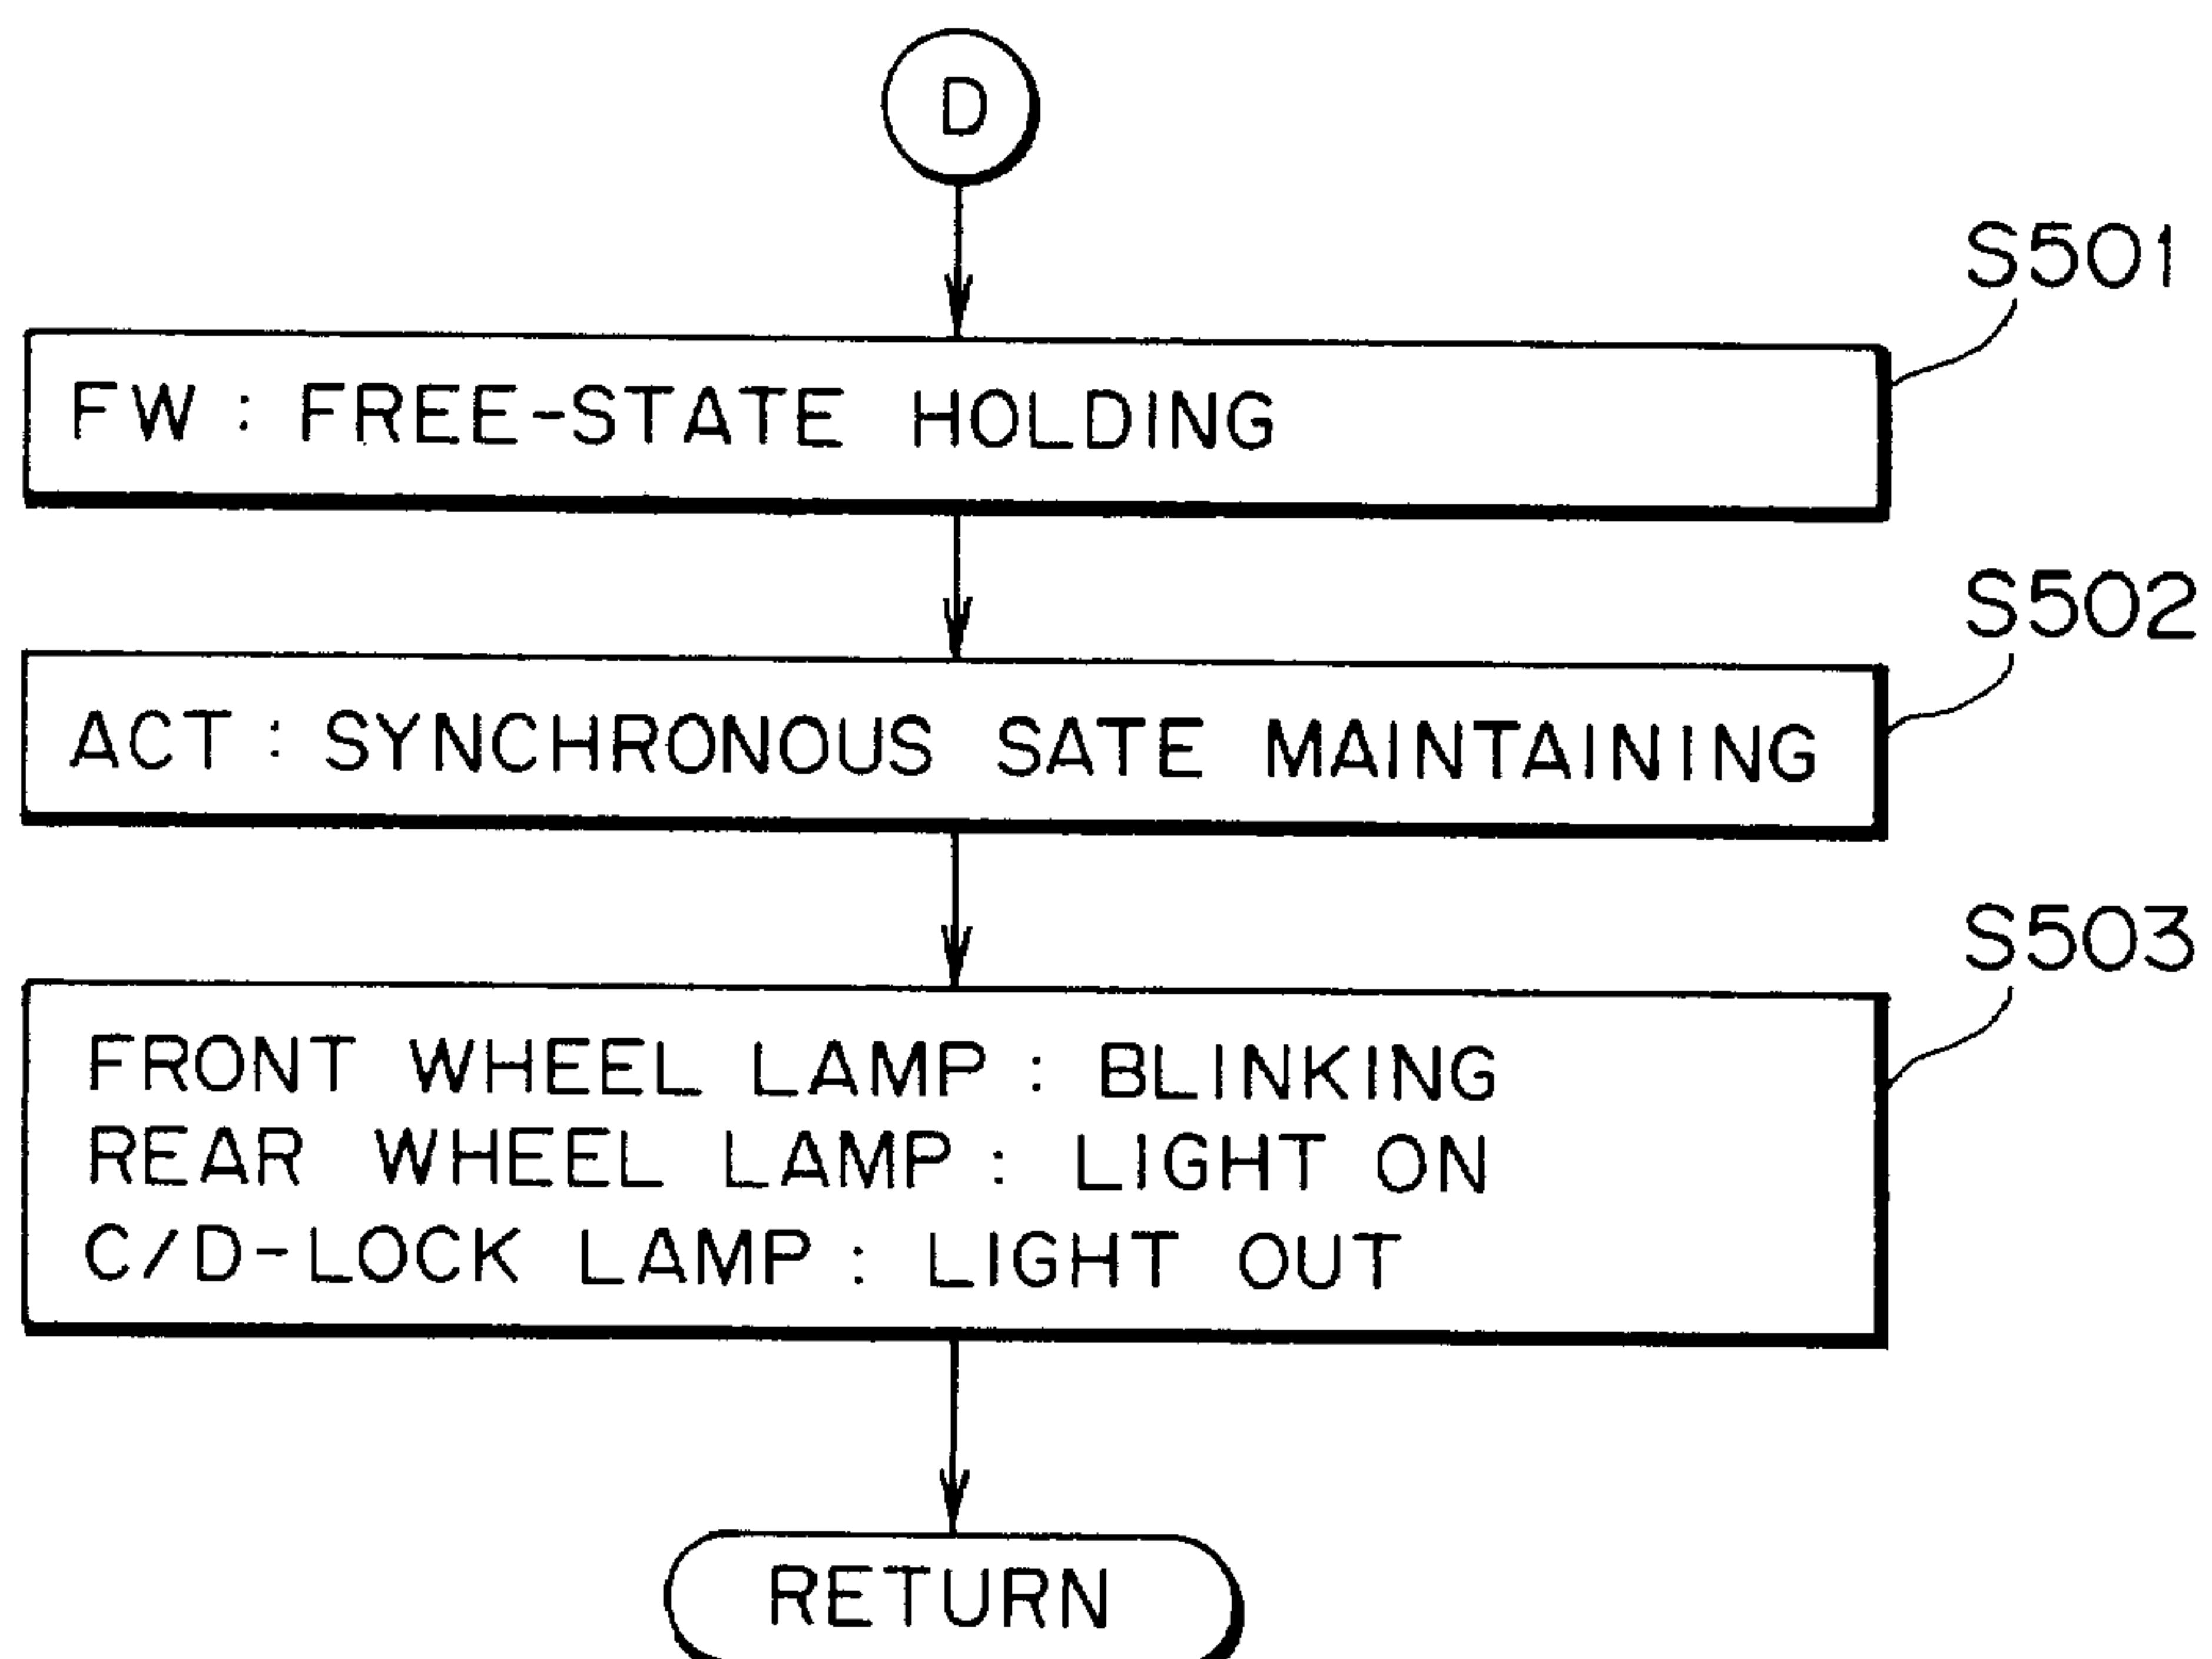 D
S501
FW : FREE-STATE HOLDING
S502
ACT : SYNCHRONOUS SATE MAINTAINING
S503
FRONT WHEEL LAMP : BLINKING
REAR WHEEL LAMP : LIGHT ON
C/D-LOCK LAMP : LIGHT OUT
RETURN